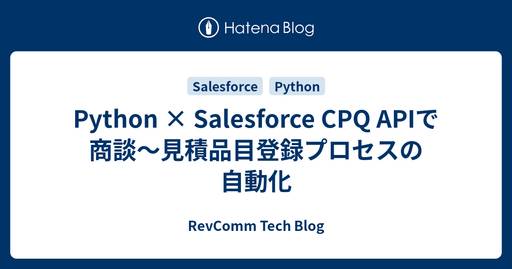 Hatena Blog
Salesforce Python
Python × Salesforce CPQ APIで
商談〜見積品目登録プロセスの
自動化
RevComm Tech Blog